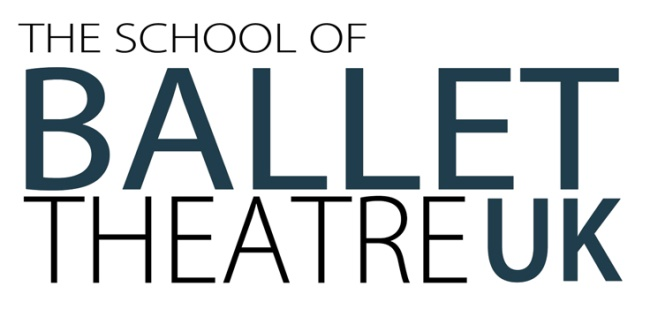 THE SCHOOL OF
BALLET
THEATRE UK